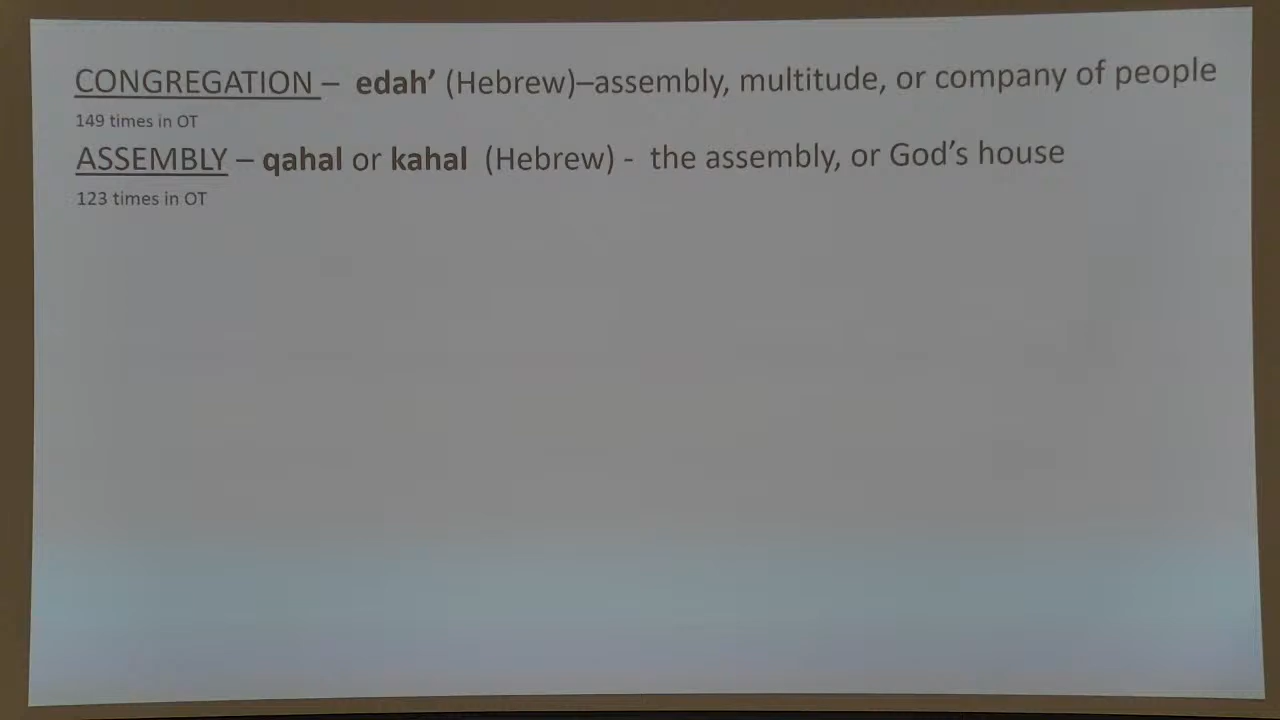 CONGREGATION – edah’ (Hebrew)–assembly, multitude, or company of people
149 times in OT
ASSEMBLY – qahal or kahal (Hebrew) - the assembly, or God’s house
123 times in OT